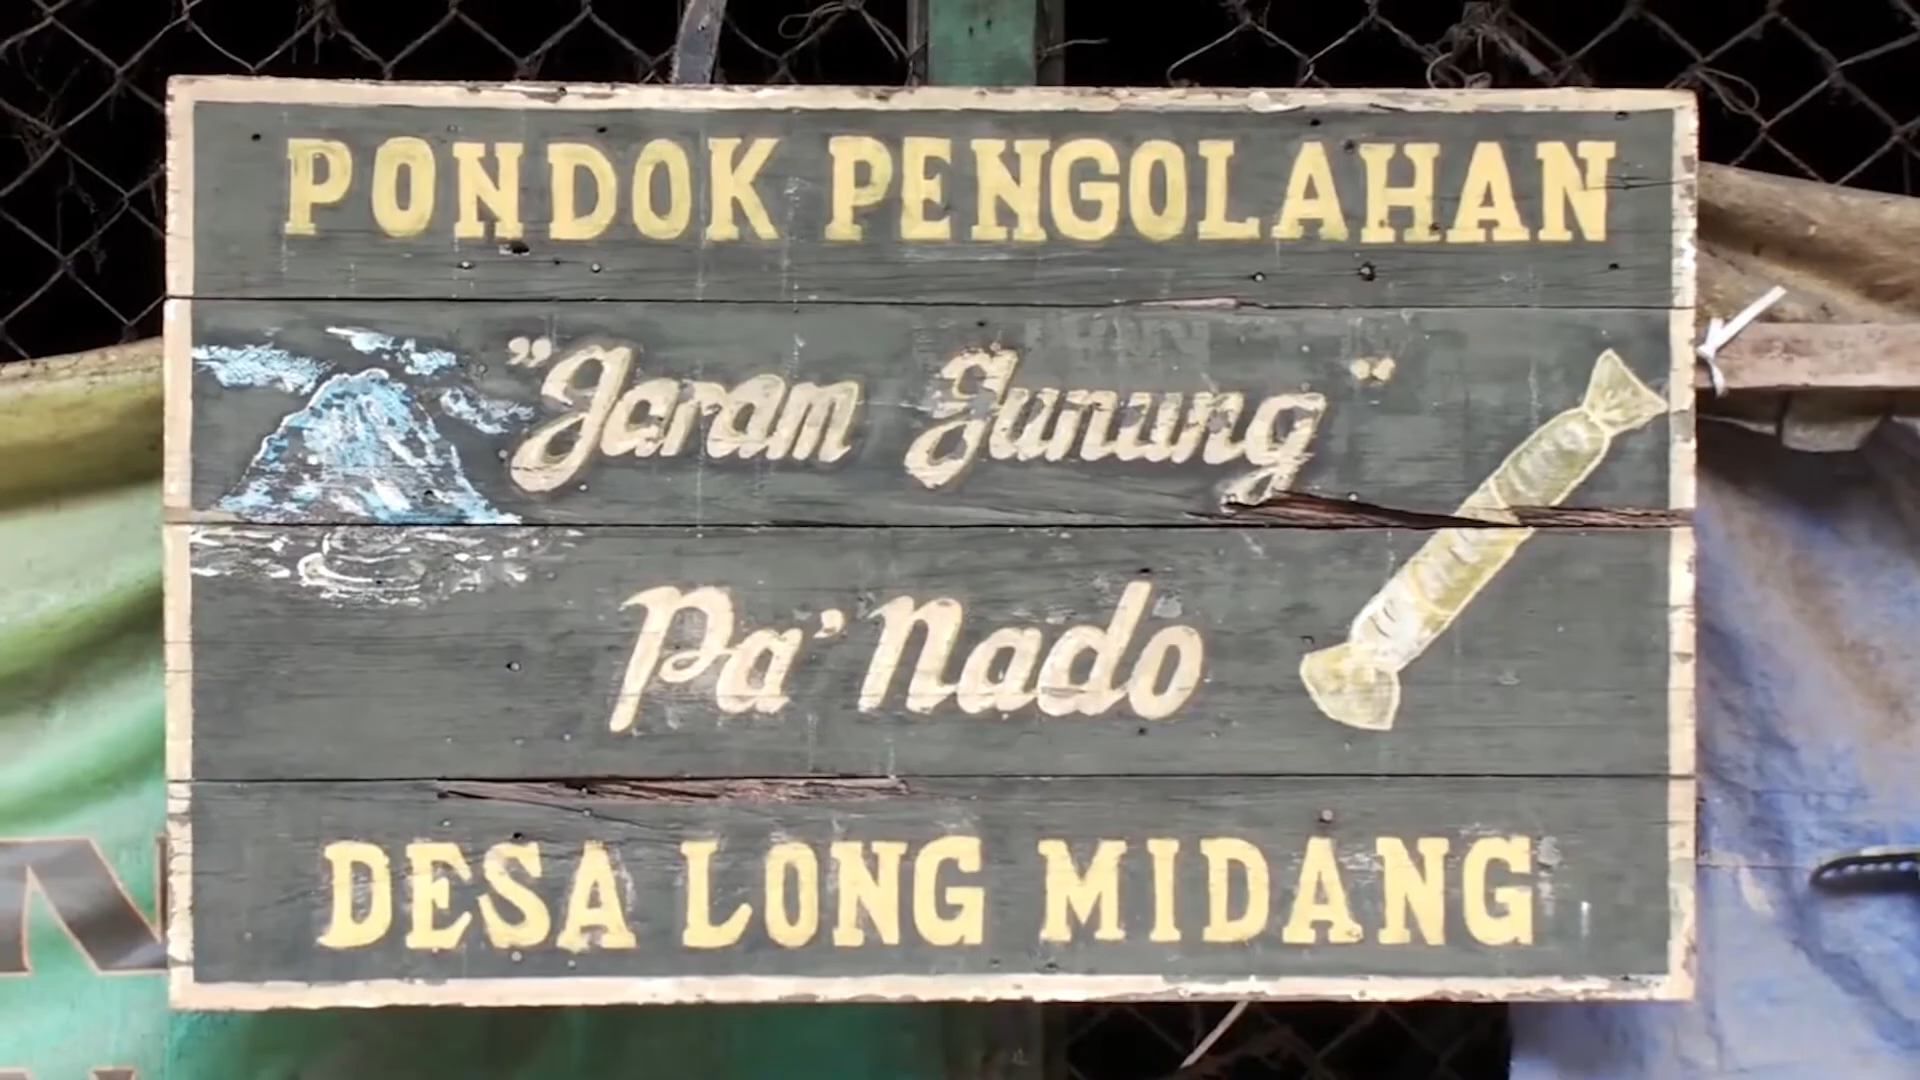 PONDOK PENGOLAHAN
"Garam Gunung"
Pa' Nado
DESA LONG MIDANG